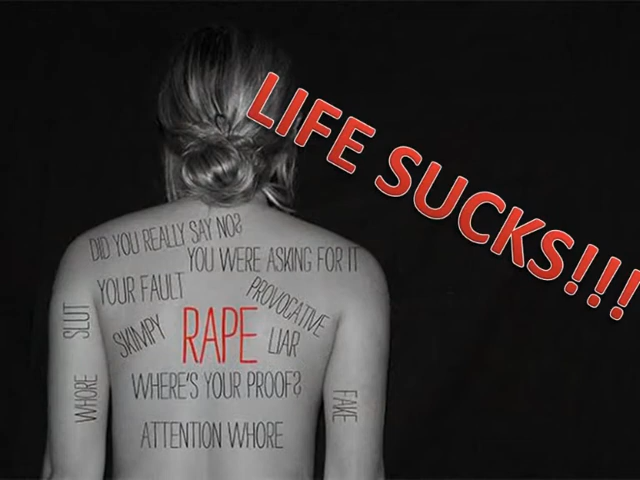 LIFE SUCKS!!!
DID YOU REALLY SAY NO?
YOU WERE ASKING FOR IT
YOUR FAULT
PROVOCATIVE
SLUT
SKIMPY
RAPE
LIAR
WHERE'S YOUR PROOF?
WHORE
FAKE
ATTENTION WHORE